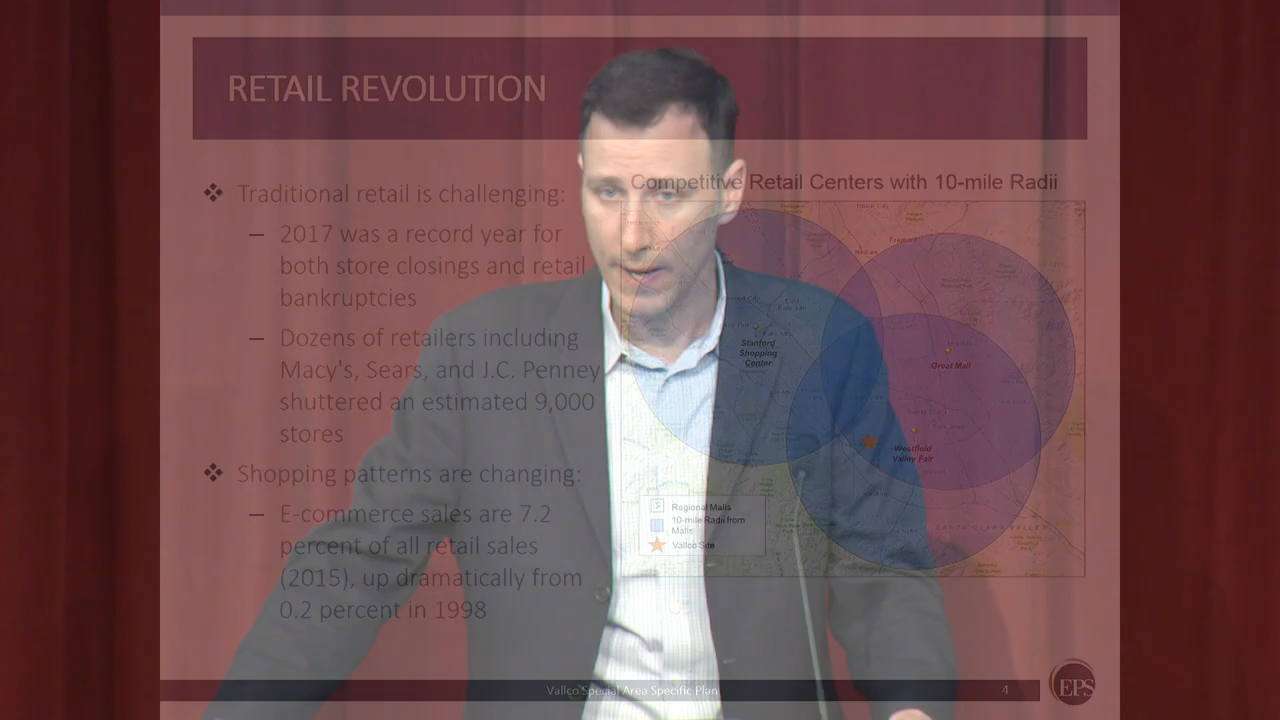 RETAIL REVOLUTION
❖ Traditional retail is challenging:
– 2017 was a record year for
both store closings and retail
bankruptcies
– Dozens of retailers including
Macy's, Sears, and J.C. Penney
shuttered an estimated 9,000
stores
❖ Shopping patterns are changing:
– E-commerce sales are 7.2
percent of all retail sales
(2015), up dramatically from
0.2 percent in 1998
Competitive Retail Centers with 10-mile Radii
Fremont
Stanford
Shopping
Center
Great Mall
Westfield
Valley Fair
Regional Malls
10-mile Radii from
Malls
Vallco Site
Vallco Special Area Specific Plan
4
EPS